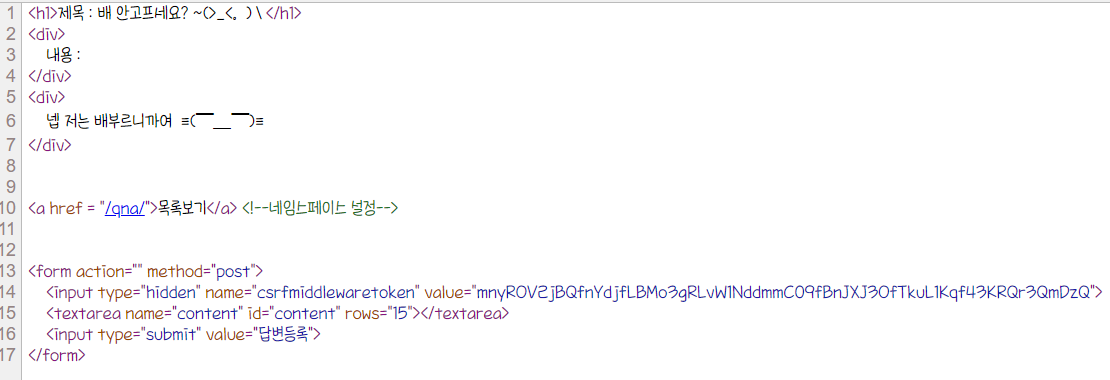 1 <h1>제목 : 배 안고프세요? ~(>_<。)\</h1>
2 <div>
3 내용 :
4 </div>
5 <div>
6 넵 저는 배부르니까여 ≡(▔﹏▔)≡
7 </div>
8
9
10 <a href = "/qna/">목록보기</a> <!--네임스페이스 설정-->
11
12
13 <form action="" method="post">
14 <input type="hidden" name="csrfmiddlewaretoken" value="mnyROV2jBQfnYdjfLBMo3gRLvW1NddmmC09fBnJXJ3OfTkuL1Kqf43KRQr3QmDzQ">
15 <textarea name="content" id="content" rows="15"></textarea>
16 <input type="submit" value="답변등록">
17 </form>